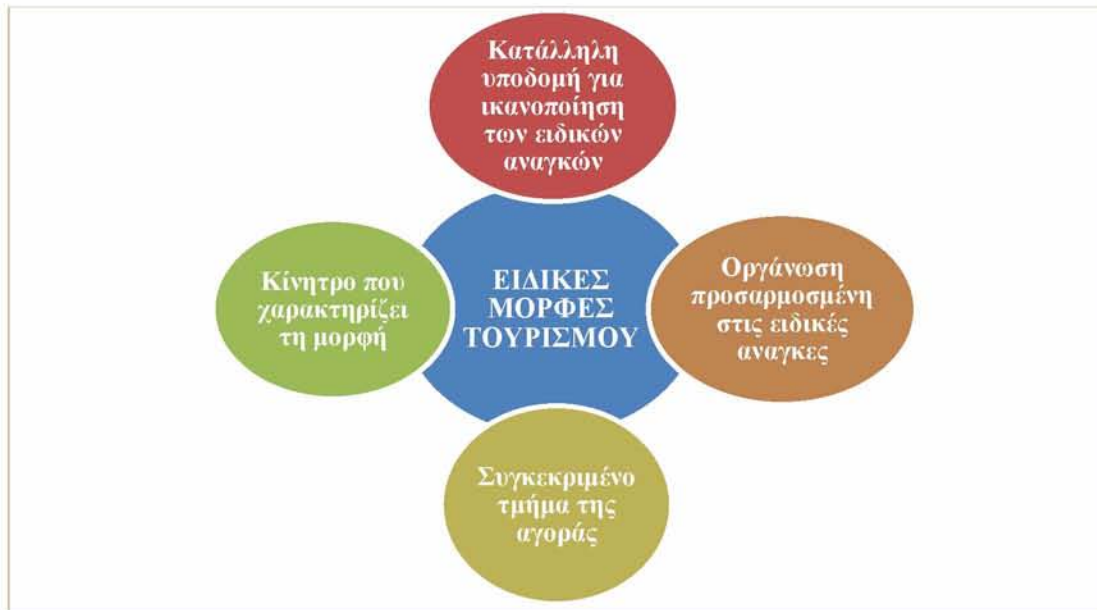 Κατάλληλη
υποδομή για
ικανοποίηση
των ειδικών
αναγκών
Κίνητρο που
χαρακτηρίζει
τη μορφή
ΕΙΔΙΚΕΣ
ΜΟΡΦΕΣ
ΤΟΥΡΙΣΜΟΥ
Οργάνωση
προσαρμοσμένη
στις ειδικές
αναγκες
Συγκεκριμένο
τμήμα της
αγοράς